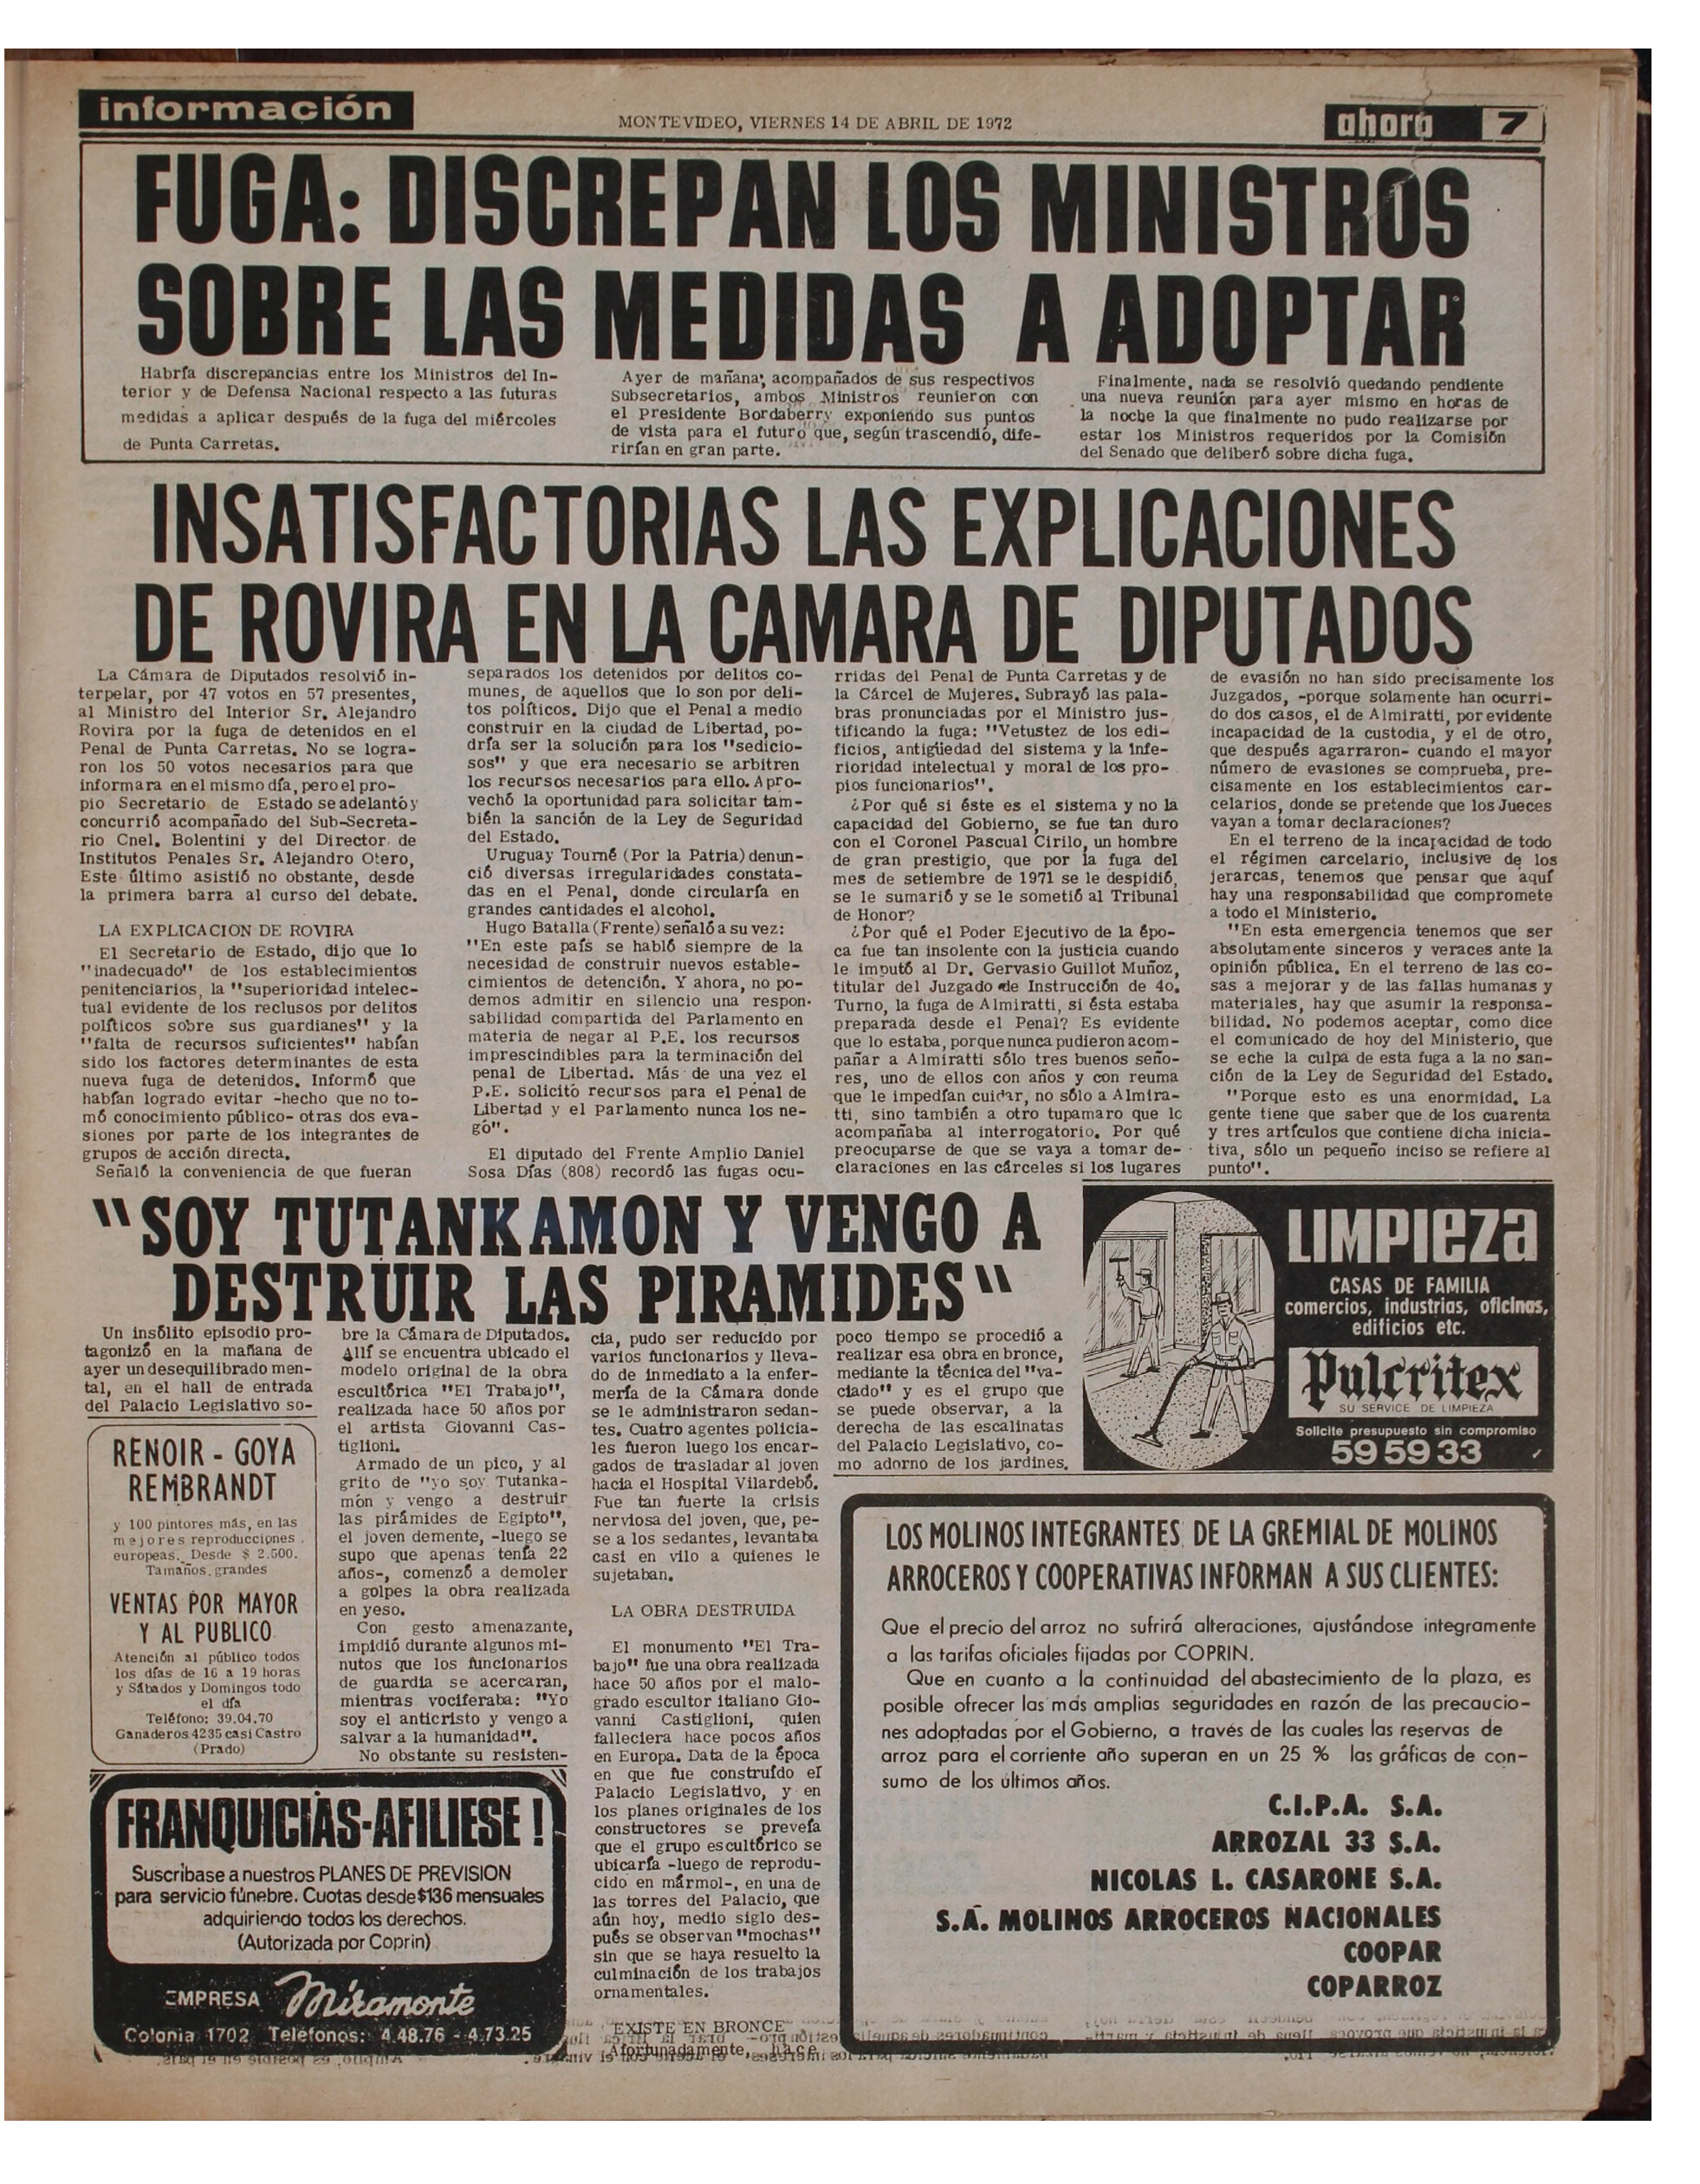 información
MONTEVIDEO, VIERNES 14 DE ABRIL DE 1972
ahora 7
FUGA: DISCREPAN LOS MINISTROS
SOBRE LAS MEDIDAS A ADOPTAR
Habría discrepancias entre los Ministros del In-
terior y de Defensa Nacional respecto a las futuras
medidas a aplicar después de la fuga del miércoles
de Punta Carretas.
Ayer de mañana, acompañados de sus respectivos
Subsecretarios, ambos Ministros reunieron con
el Presidente Bordaberry exponiendo sus puntos
de vista para el futuro que, según trascendió, dife-
rirían en gran parte.
Finalmente, nada se resolvió quedando pendiente
una nueva reunión para ayer mismo en horas de
la noche la que finalmente no pudo realizarse por
estar los Ministros requeridos por la Comisión
del Senado que deliberó sobre dicha fuga.
INSATISFACTORIAS LAS EXPLICACIONES
DE ROVIRA EN LA CAMARA DE DIPUTADOS
La Cámara de Diputados resolvió in-
terpelar, por 47 votos en 57 presentes,
al Ministro del Interior Sr. Alejandro
Rovira por la fuga de detenidos en el
Penal de Punta Carretas. No se logra-
ron los 50 votos necesarios para que
informara en el mismo día, pero el pro-
pio Secretario de Estado se adelantó y
concurrió acompañado del Sub-Secreta-
rio Cnel. Bolentini y del Director de
Institutos Penales Sr. Alejandro Otero,
Este último asistió no obstante, desde
la primera barra al curso del debate.
LA EXPLICACION DE ROVIRA
El Secretario de Estado, dijo que lo
"inadecuado" de los establecimientos
penitenciarios, la "superioridad intelec-
tual evidente de los reclusos por delitos
políticos sobre sus guardianes" y la
"falta de recursos suficientes" habían
sido los factores determinantes de esta
nueva fuga de detenidos. Informó que
habían logrado evitar -hecho que no to-
mó conocimiento público- otras dos eva-
siones por parte de los integrantes de
grupos de acción directa.
Señaló la conveniencia de que fueran
separados los detenidos por delitos co-
munes, de aquellos que lo son por deli-
tos políticos. Dijo que el Penal a medio
construir en la ciudad de Libertad, po-
dría ser la solución para los "sedicio-
sos" y que era necesario se arbitren
los recursos necesarios para ello. Apro-
vechó la oportunidad para solicitar tam-
bién la sanción de la Ley de Seguridad
del Estado.
Uruguay Tourné (Por la Patria) denun-
ció diversas irregularidades constata-
das en el Penal, donde circularía en
grandes cantidades el alcohol.
Hugo Batalla (Frente) señaló a su vez:
"En este país se habló siempre de la
necesidad de construir nuevos estable-
cimientos de detención. Y ahora, no po-
demos admitir en silencio una respon-
sabilidad compartida del Parlamento en
materia de negar al P.E. los recursos
imprescindibles para la terminación del
penal de Libertad. Más de una vez el
P.E. solicitó recursos para el Penal de
Libertad y el Parlamento nunca los ne-
gó".
El diputado del Frente Amplio Daniel
Sosa Días (808) recordó las fugas ocu-
rridas del Penal de Punta Carretas y de
la Cárcel de Mujeres. Subrayó las pala-
bras pronunciadas por el Ministro jus-
tificando la fuga: "Vetustez de los edi-
ficios, antigüedad del sistema y la infe-
rioridad intelectual y moral de los pro-
pios funcionarios".
¿Por qué si éste es el sistema y no la
capacidad del Gobierno, se fue tan duro
con el Coronel Pascual Cirilo, un hombre
de gran prestigio, que por la fuga del
mes de setiembre de 1971 se le despidió,
se le sumarió y se le sometió al Tribunal
de Honor?
¿Por qué el Poder Ejecutivo de la épo-
ca fue tan insolente con la justicia cuando
le imputó al Dr. Gervasio Guillot Muñoz,
titular del Juzgado de Instrucción de 4o.
Turno, la fuga de Almiratti, si ésta estaba
preparada desde el Penal? Es evidente
que lo estaba, porque nunca pudieron acom-
pañar a Almiratti sólo tres buenos seño-
res, uno de ellos con años y con reuma
que le impedían cuidar, no sólo a Almira-
tti, sino también a otro tupamaro que lo
acompañaba al interrogatorio. Por qué
preocuparse de que se vaya a tomar de-
claraciones en las cárceles si los lugares
de evasión no han sido precisamente los
Juzgados, -porque solamente han ocurri-
do dos casos, el de Almiratti, por evidente
incapacidad de la custodia, y el de otro,
que después agarraron- cuando el mayor
número de evasiones se comprueba, pre-
cisamente en los establecimientos car-
celarios, donde se pretende que los Jueces
vayan a tomar declaraciones?
En el terreno de la incapacidad de todo
el régimen carcelario, inclusive de los
jerarcas, tenemos que pensar que aquí
hay una responsabilidad que compromete
a todo el Ministerio.
"En esta emergencia tenemos que ser
absolutamente sinceros y veraces ante la
opinión pública. En el terreno de las co-
sas a mejorar y de las fallas humanas y
materiales, hay que asumir la responsa-
bilidad. No podemos aceptar, como dice
el comunicado de hoy del Ministerio, que
se eche la culpa de esta fuga a la no san-
ción de la Ley de Seguridad del Estado.
"Porque esto es una enormidad. La
gente tiene que saber que de los cuarenta
y tres artículos que contiene dicha inicia-
tiva, sólo un pequeño inciso se refiere al
punto".
"SOY TUTANKAMON Y VENGO A
DESTRUIR LAS PIRAMIDES"
Un insólito episodio pro-
tagonizó en la mañana de
ayer un desequilibrado men-
tal, en el hall de entrada
del Palacio Legislativo so-
bre la Cámara de Diputados.
Allí se encuentra ubicado el
modelo original de la obra
escultórica "El Trabajo",
realizada hace 50 años por
el artista Giovanni Cas-
tiglioni.
Armado de un pico, y al
grito de "yo soy Tutanka-
món y vengo a destruir
las pirámides de Egipto",
el joven demente, -luego se
supo que apenas tenía 22
años-, comenzó a demoler
a golpes la obra realizada
en yeso.
Con gesto amenazante,
impidió durante algunos mi-
nutos que los funcionarios
de guardia se acercaran,
mientras vociferaba: "Yo
soy el anticristo y vengo a
salvar a la humanidad".
No obstante su resisten-
cia, pudo ser reducido por
varios funcionarios y lleva-
do de inmediato a la enfer-
mería de la Cámara donde
se le administraron sedan-
tes. Cuatro agentes policia-
les fueron luego los encar-
gados de trasladar al joven
hacia el Hospital Vilardebó.
Fue tan fuerte la crisis
nerviosa del joven, que, pe-
se a los sedantes, levantaba
casi en vilo a quienes le
sujetaban.
LA OBRA DESTRUIDA
El monumento "El Tra-
bajo" fue una obra realizada
hace 50 años por el malo-
grado escultor italiano Gio-
vanni Castiglioni, quien
falleciera hace pocos años
en Europa. Data de la época
en que fue construído el
Palacio Legislativo, y en
los planes originales de los
constructores se preveía
que el grupo escultórico se
ubicaría -luego de reprodu-
cido en mármol-, en una de
las torres del Palacio, que
aún hoy, medio siglo des-
pués se observan "mochas"
sin que se haya resuelto la
culminación de los trabajos
ornamentales.
EXISTE EN BRONCE
Afortunadamente, hace
poco tiempo se procedió a
realizar esa obra en bronce,
mediante la técnica del "va-
ciado" y es el grupo que
se puede observar, a la
derecha de las escalinatas
del Palacio Legislativo, co-
mo adorno de los jardines.
RENOIR - GOYA
REMBRANDT
y 100 pintores más, en las
mejores reproducciones
europeas. Desde $ 2.500.
Tamaños grandes
VENTAS POR MAYOR
Y AL PUBLICO
Atención al público todos
los días de 16 a 19 horas
y Sábados y Domingos todo
el día
Teléfono: 39.04.70
Ganaderos 4235 casi Castro
(Prado)
FRANQUICIAS-AFILIESE !
Suscribase a nuestros PLANES DE PREVISION
para servicio fúnebre. Cuotas desde $136 mensuales
adquiriendo todos los derechos.
(Autorizada por Coprin)
EMPRESA Miramonte
Colonia 1702 Teléfonos: 4.48.76 - 4.73.25
LIMPIEZA
CASAS DE FAMILIA
comercios, industrias, oficinas,
edificios etc.
Pulcritex
SU SERVICE DE LIMPIEZA
Solicite presupuesto sin compromiso
59 59 33
LOS MOLINOS INTEGRANTES DE LA GREMIAL DE MOLINOS
ARROCEROS Y COOPERATIVAS INFORMAN A SUS CLIENTES:
Que el precio del arroz no sufrirá alteraciones, ajustándose integramente
a las tarifas oficiales fijadas por COPRIN.
Que en cuanto a la continuidad del abastecimiento de la plaza, es
posible ofrecer las más amplias seguridades en razón de las precaucio-
nes adoptadas por el Gobierno, a través de las cuales las reservas de
arroz para el corriente año superan en un 25 % las gráficas de con-
sumo de los últimos años.
C.I.P.A. S.A.
ARROZAL 33 S.A.
NICOLAS L. CASARONE S.A.
S.A. MOLINOS ARROCEROS NACIONALES
COOPAR
COPARROZ